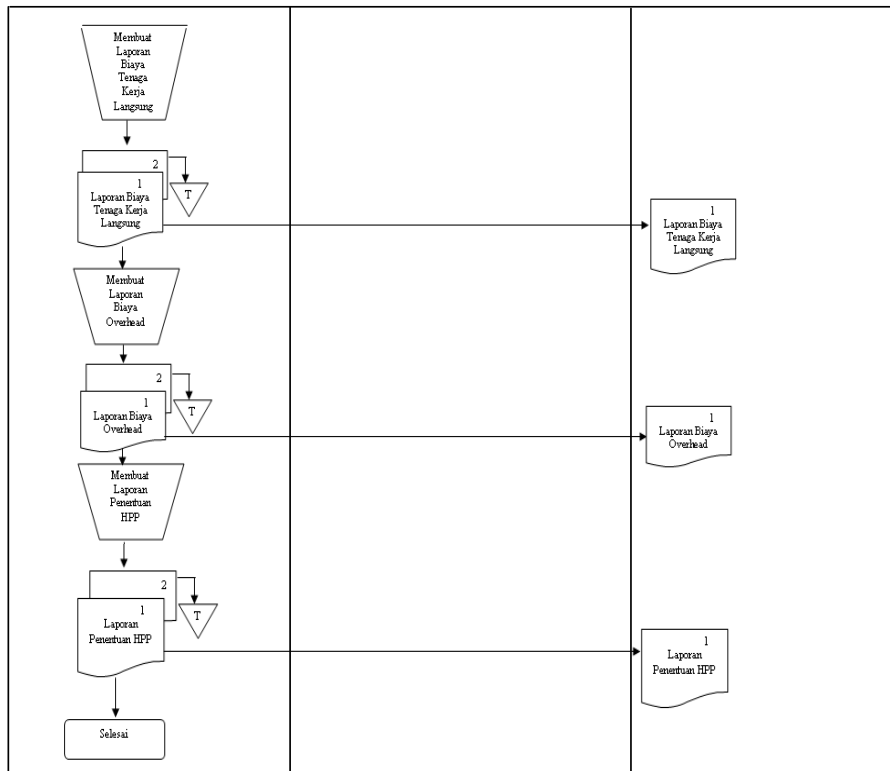 Membuat
Laporan
Biaya
Tenaga
Kerja
Langsung
2
T
1
Laporan Biaya
Tenaga Kerja
Langsung
1
Laporan Biaya
Tenaga Kerja
Langsung
Membuat
Laporan
Biaya
Overhead
2
T
1
Laporan Biaya
Overhead
1
Laporan Biaya
Overhead
Membuat
Laporan
Penentuan
HPP
2
T
1
Laporan
Penentuan HPP
1
Laporan
Penentuan HPP
Selesai